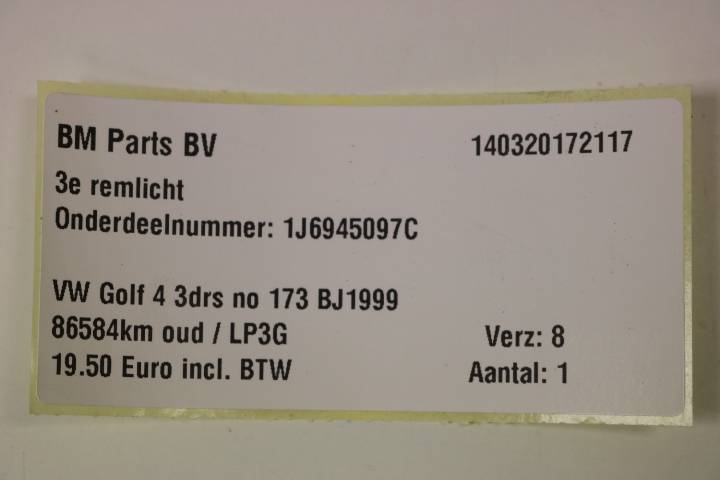 BM Parts BV 140320172117
3e remlicht
Onderdeelnummer: 1J6945097C
VW Golf 4 3drs no 173 BJ1999
86584km oud / LP3G Verz: 8
19.50 Euro incl. BTW Aantal: 1